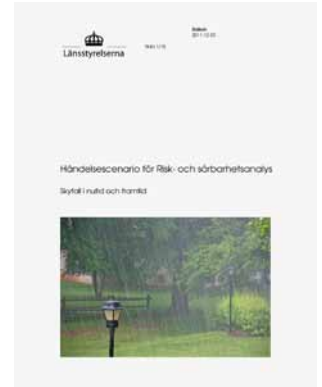 Länsstyrelserna
Händelsescenario för Risk- och sårbarhetsanalys
Skyfall i nutid och framtid